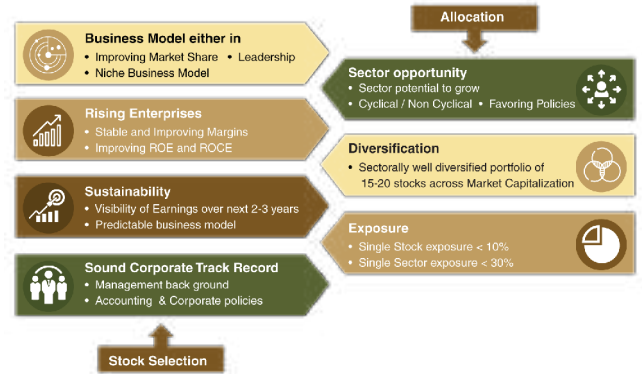 Allocation
Business Model either in
• Improving Market Share • Leadership
• Niche Business Model
Sector opportunity
• Sector potential to grow
• Cyclical / Non Cyclical • Favoring Policies
Rising Enterprises
• Stable and Improving Margins
• Improving ROE and ROCE
Diversification
• Sectorally well diversified portfolio of
15-20 stocks across Market Capitalization
Sustainability
• Visibility of Earnings over next 2-3 years
• Predictable business model
Exposure
• Single Stock exposure < 10%
• Single Sector exposure < 30%
Sound Corporate Track Record
• Management back ground
• Accounting & Corporate policies
Stock Selection